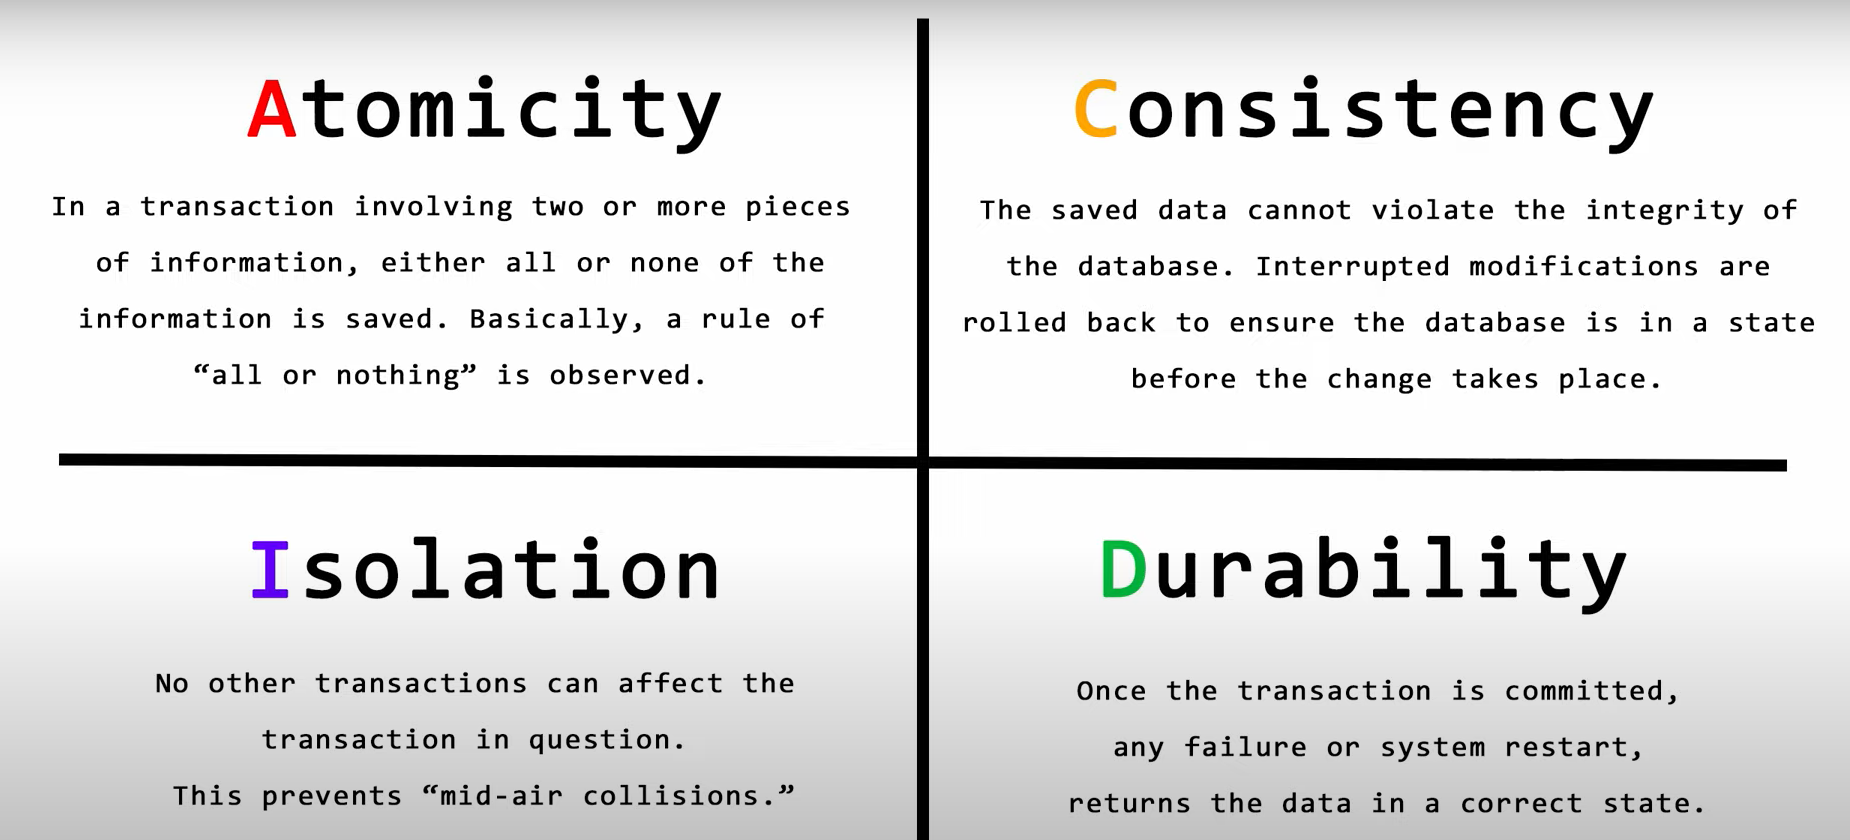 Atomicity
In a transaction involving two or more pieces
of information, either all or none of the
information is saved. Basically, a rule of
“all or nothing” is observed.
Consistency
The saved data cannot violate the integrity of
the database. Interrupted modifications are
rolled back to ensure the database is in a state
before the change takes place.
Isolation
No other transactions can affect the
transaction in question.
This prevents “mid-air collisions.”
Durability
Once the transaction is committed,
any failure or system restart,
returns the data in a correct state.